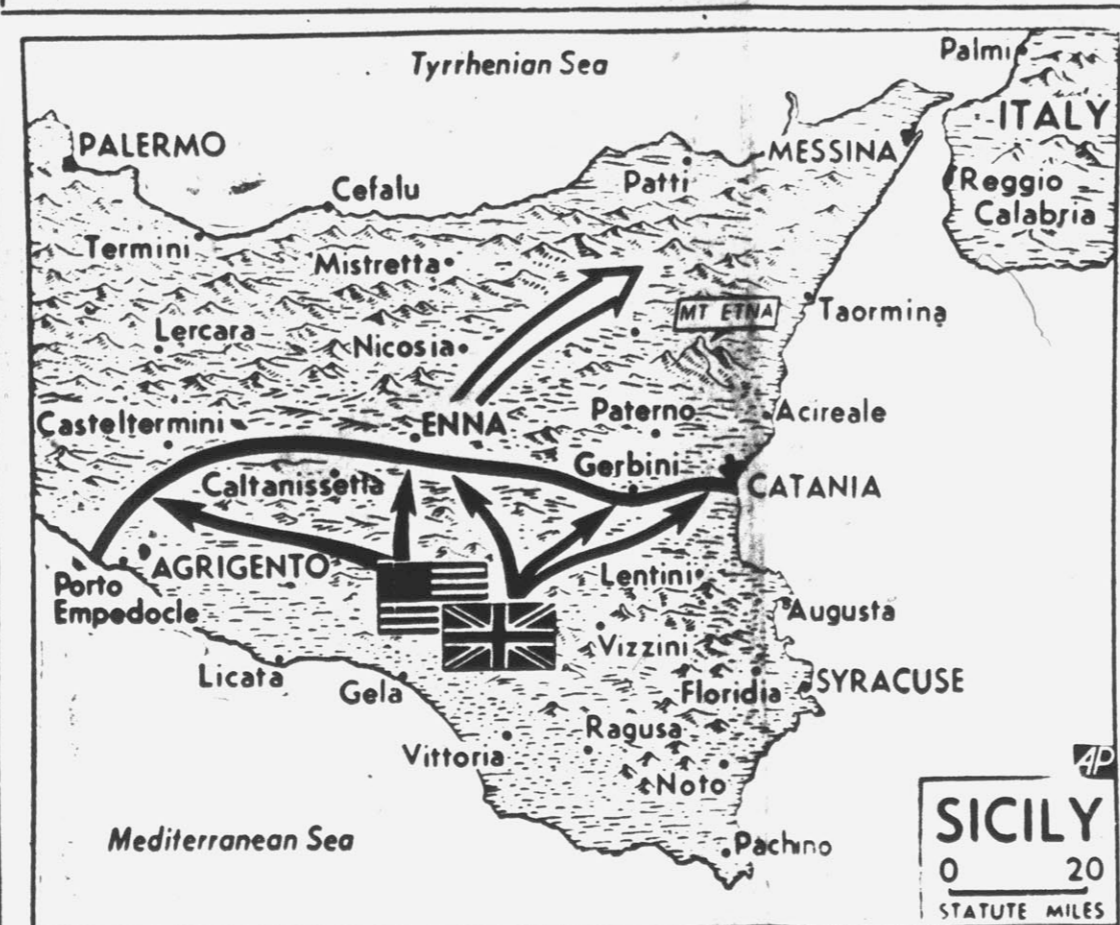 Tyrrhenian Sea
Palmi
ITALY
PALERMO
MESSINA
Cefalu
Patti
Reggio
Calabria
Termini
Mistretta
MT ETNA
Taormina
Lercara
Nicosia
Casteltermini
ENNA
Paterno
Acireale
Gerbini
Caltanissetta
CATANIA
AGRIGENTO
Porto
Empedocle
Lentini
Augusta
Vizzini
Licata
Gela
Floridia
SYRACUSE
Ragusa
Vittoria
Noto
AP
Mediterranean Sea
Pachino
SICILY
0 20
STATUTE MILES